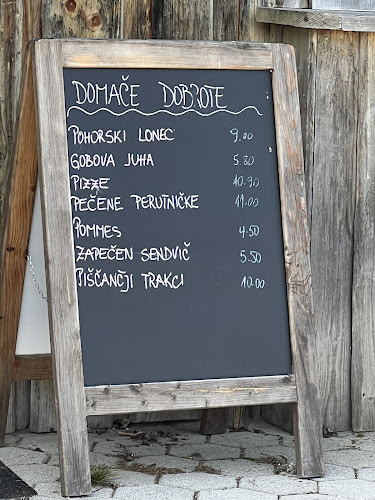 DOMAČE DOBROTE
POHORSKI LONEC 9.00
GOBOVA JUHA 5.30
PIZZE 10.90
PEČENE PERUTNIČKE 11.00
POMMES 4.50
ZAPEČEN SENDVIČ 5.50
PIŠČANČJI TRAKCI 10.00